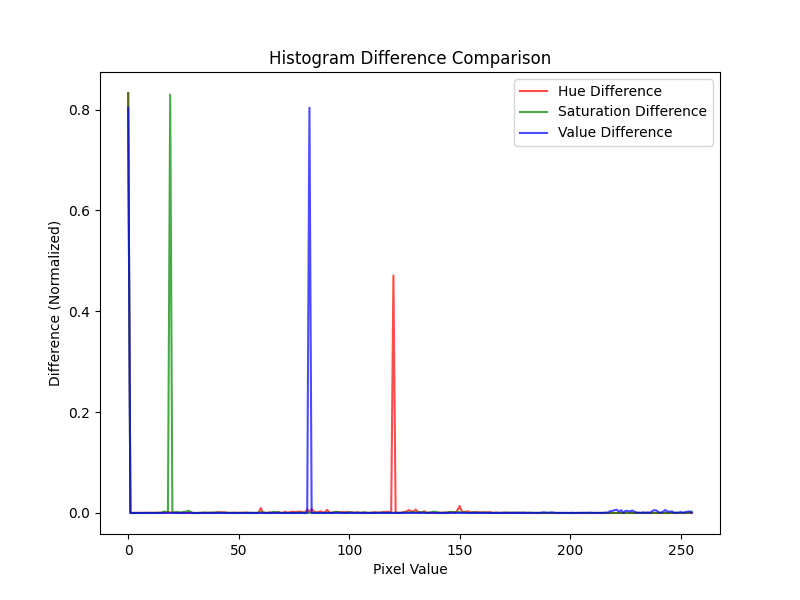 Histogram Difference Comparison
Hue Difference
Saturation Difference
Value Difference
0.8
0.6
0.4
0.2
0.0
Difference (Normalized)
0 50 100 150 200 250
Pixel Value